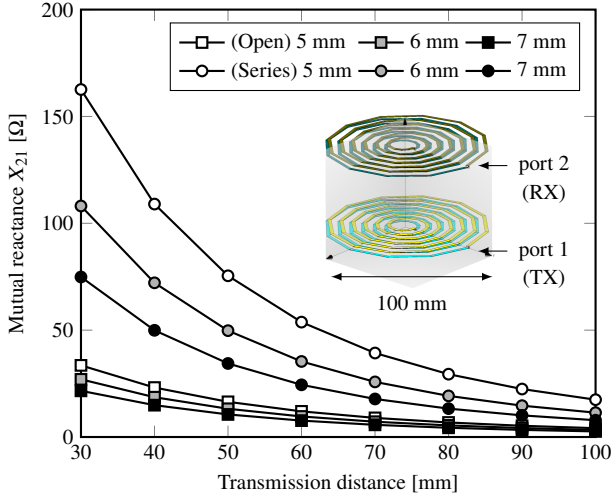 200
150
100
50
0
Mutual reactance X21 [Ω]
(Open) 5 mm 6 mm 7 mm
(Series) 5 mm 6 mm 7 mm
port 2
(RX)
port 1
(TX)
100 mm
30 40 50 60 70 80 90 100
Transmission distance [mm]